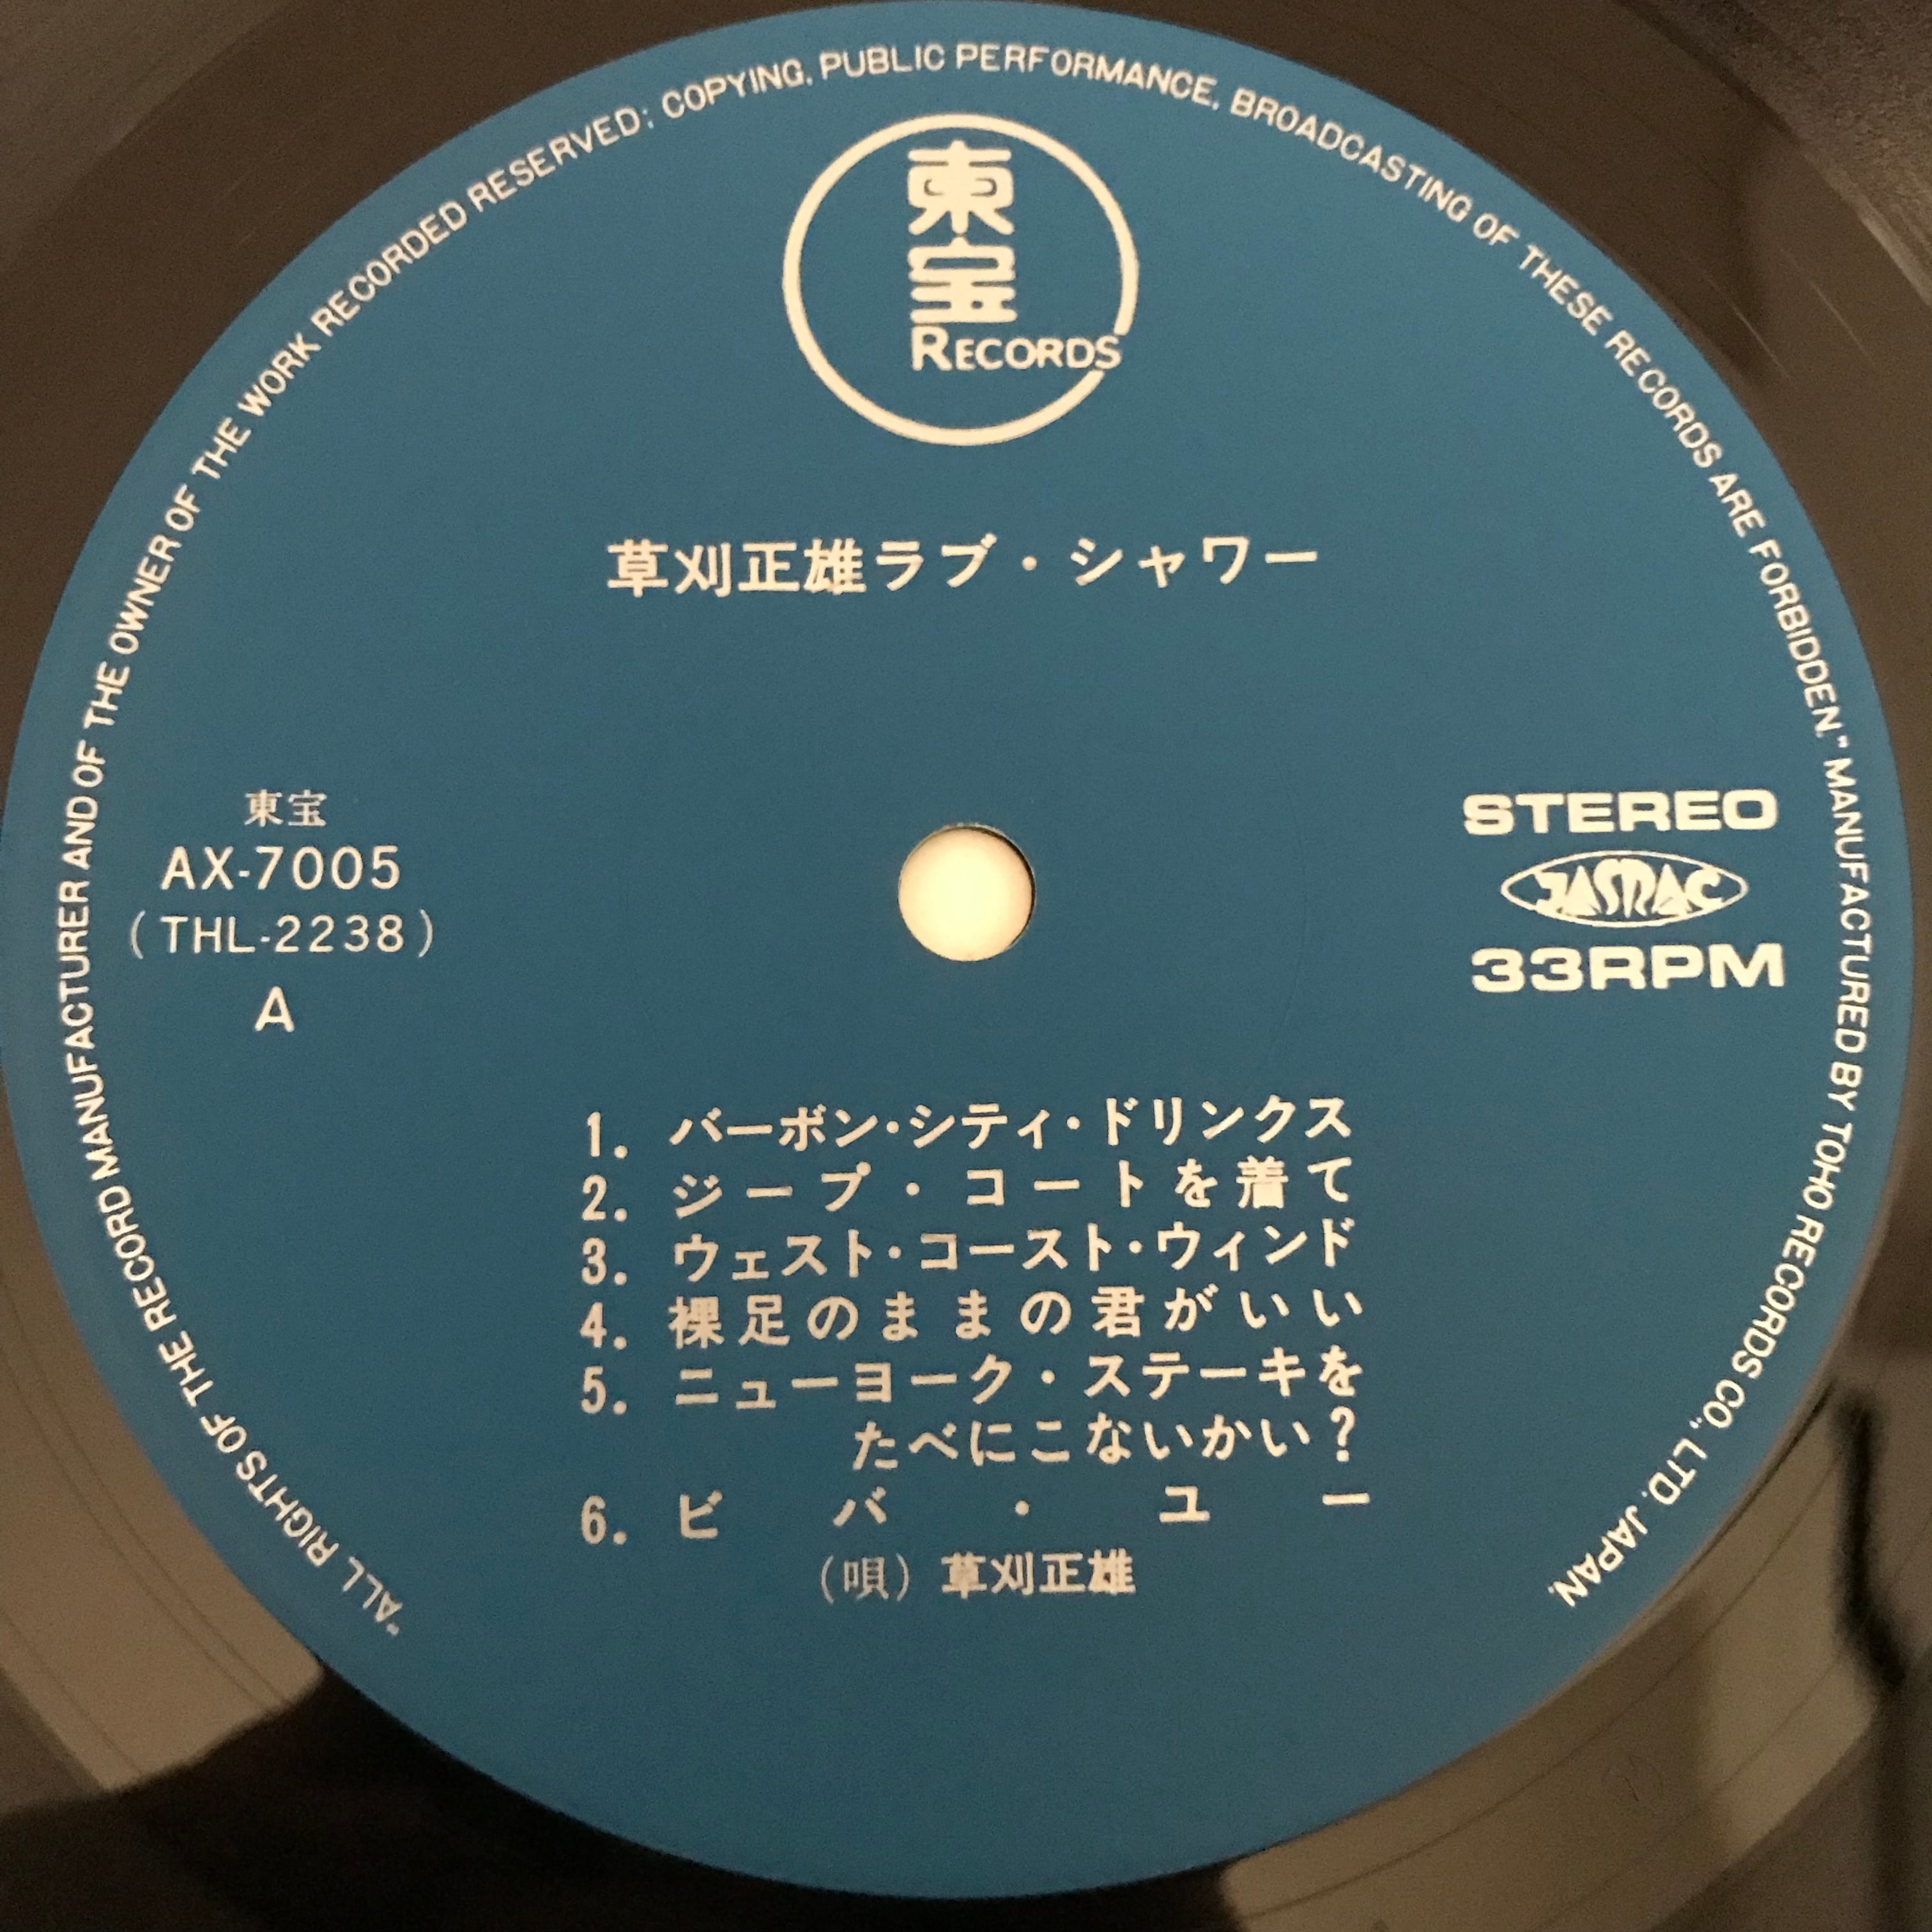 "ALL RIGHTS OF THE RECORD MANUFACTURER AND OF THE OWNER OF THE WORK RECORDED RESERVED; COPYING, PUBLIC PERFORMANCE, BROADCASTING OF THESE RECORDS ARE FORBIDDEN." MANUFACTURED BY TOHO RECORDS CO., LTD. JAPAN.
東宝
RECORDS
草刈正雄ラブ・シャワー
東宝
AX-7005
(THL-2238)
A
STEREO
JASRAC
33RPM
1. バーボン・シティ・ドリンクス
2. ジープ・コートを着て
3. ウェスト・コースト・ウィンド
4. 裸足のままの君がいい
5. ニューヨーク・ステーキを
たべにこないかい?
6. ビバ・ユー
(唄) 草刈正雄